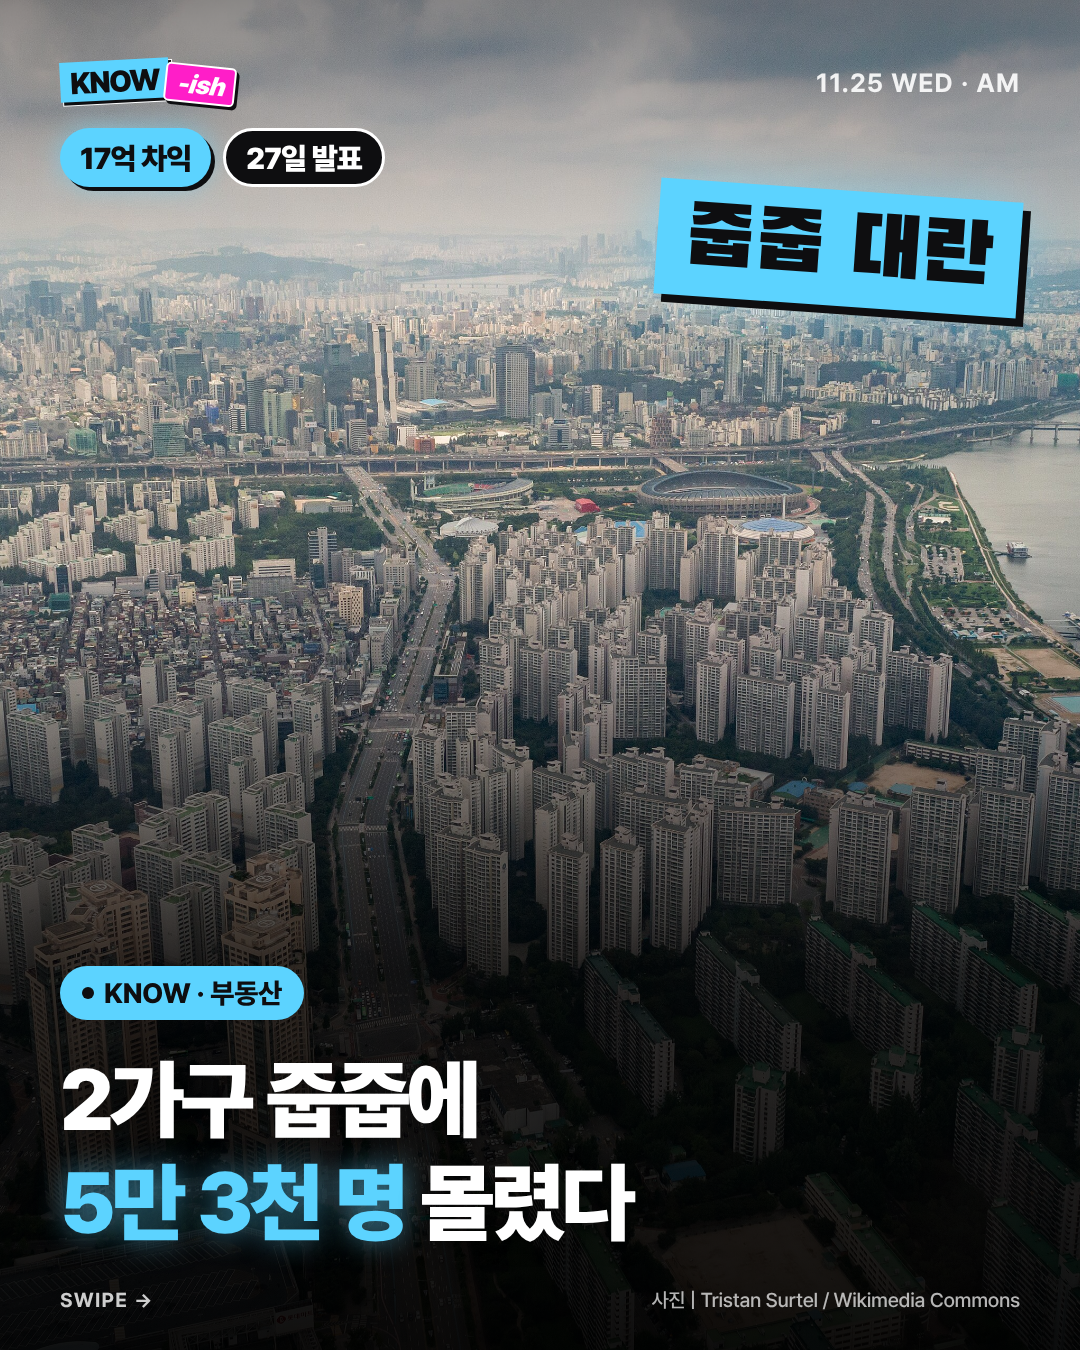 KNOW -ish
11.25 WED · AM
17억 차익
27일 발표
줍줍 대란
• KNOW · 부동산
2가구 줍줍에
5만 3천 명 몰렸다
SWIPE →
사진 | Tristan Surtel / Wikimedia Commons